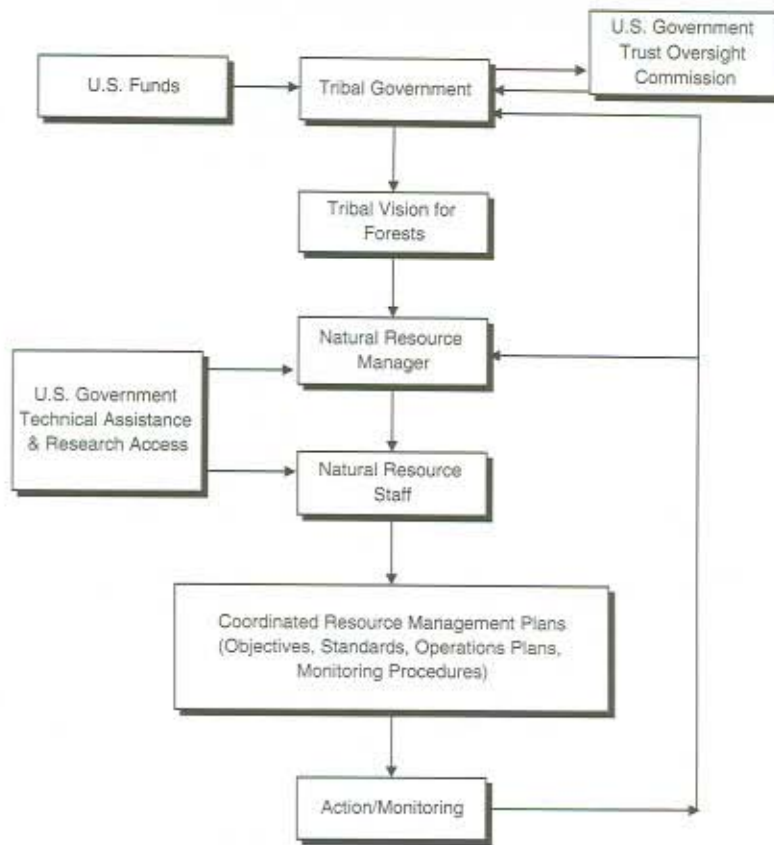 U.S. Government
Trust Oversight
Commission
U.S. Funds
Tribal Government
Tribal Vision for
Forests
Natural Resource
Manager
U.S. Government
Technical Assistance
& Research Access
Natural Resource
Staff
Coordinated Resource Management Plans
(Objectives, Standards, Operations Plans,
Monitoring Procedures)
Action/Monitoring